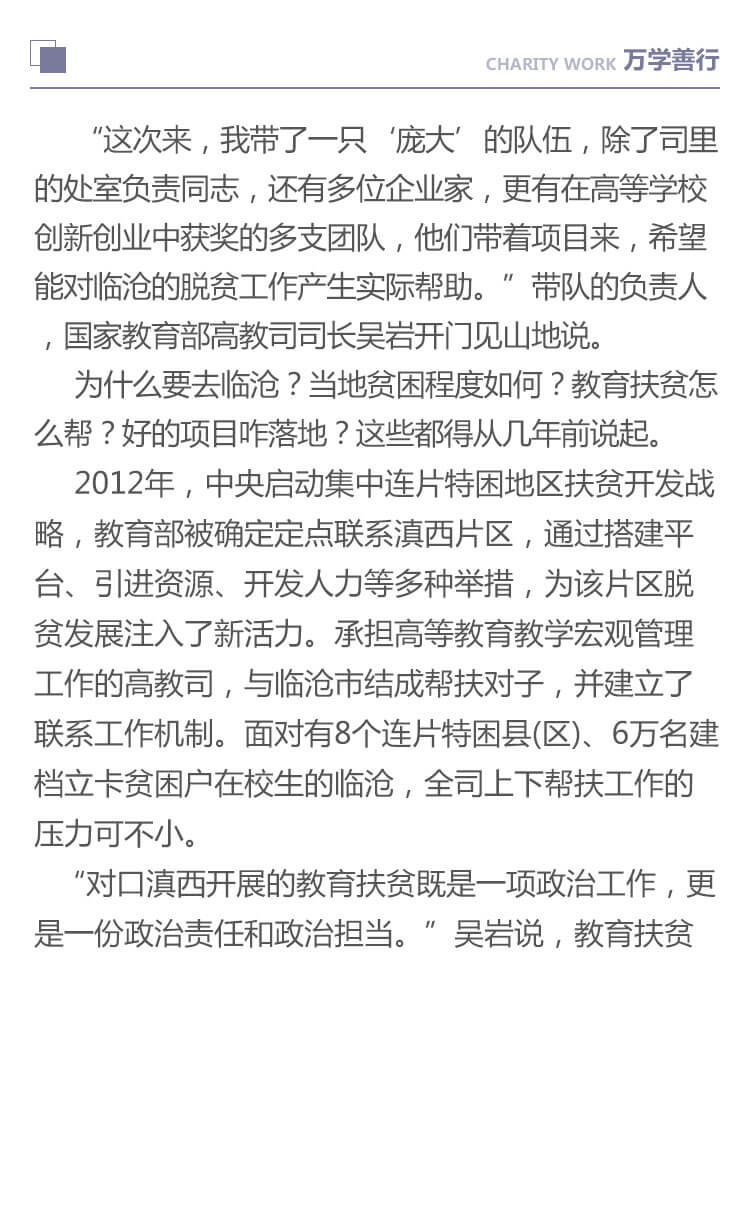 CHARITY WORK 万学善行
“这次来，我带了一只‘庞大’的队伍，除了司里
的处室负责同志，还有多位企业家，更有在高等学校
创新创业中获奖的多支团队，他们带着项目来，希望
能对临沧的脱贫工作产生实际帮助。”带队的负责人
，国家教育部高教司司长吴岩开门见山地说。
为什么要去临沧？当地贫困程度如何？教育扶贫怎
么帮？好的项目咋落地？这些都得从几年前说起。
2012年，中央启动集中连片特困地区扶贫开发战
略，教育部被确定定点联系滇西片区，通过搭建平
台、引进资源、开发人力等多种举措，为该片区脱
贫发展注入了新活力。承担高等教育教学宏观管理
工作的高教司，与临沧市结成帮扶对子，并建立了
联系工作机制。面对有8个连片特困县(区)、6万名建
档立卡贫困户在校生的临沧，全司上下帮扶工作的
压力可不小。
“对口滇西开展的教育扶贫既是一项政治工作，更
是一份政治责任和政治担当。”吴岩说，教育扶贫